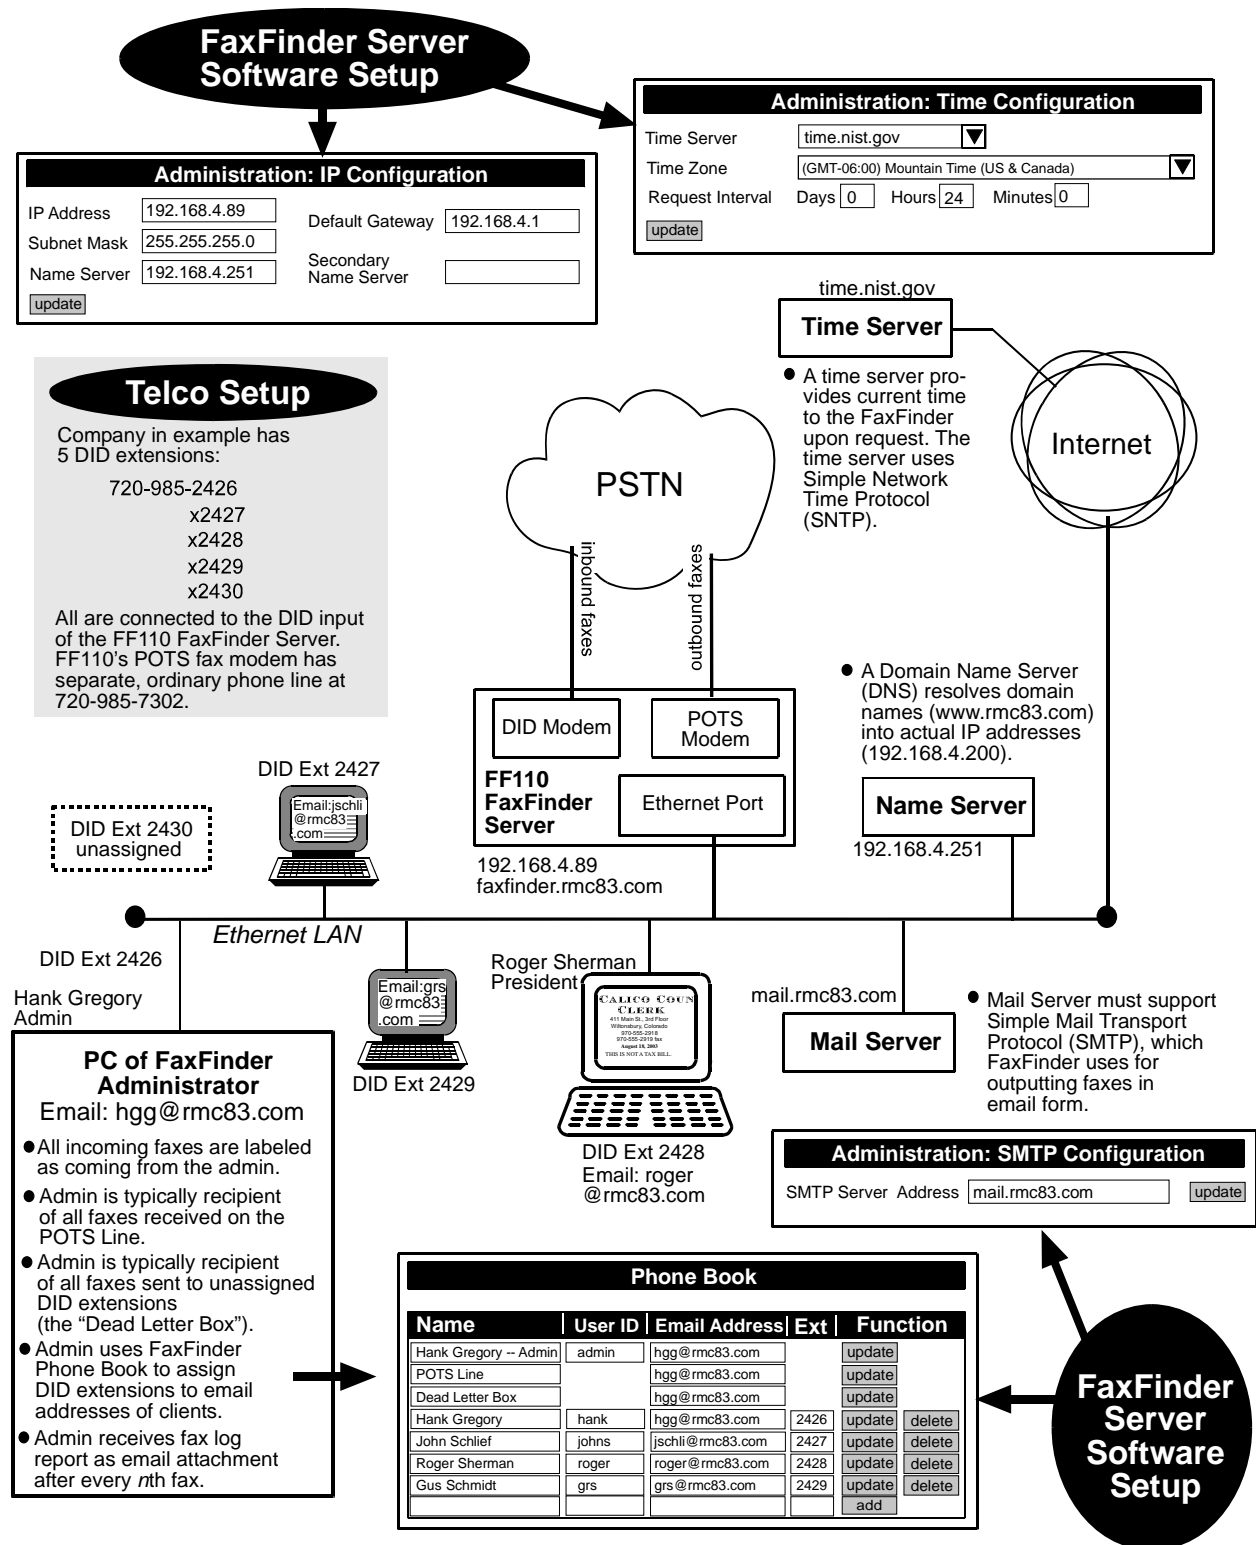 FaxFinder Server
Software Setup
Administration: Time Configuration
Time Server time.nist.gov
Time Zone (GMT-06:00) Mountain Time (US & Canada)
Request Interval Days 0 Hours 24 Minutes 0
update
Administration: IP Configuration
IP Address 192.168.4.89
Default Gateway 192.168.4.1
Subnet Mask 255.255.255.0
Name Server 192.168.4.251
Secondary
Name Server
update
time.nist.gov
Time Server
● A time server pro-
vides current time
to the FaxFinder
upon request. The
time server uses
Simple Network
Time Protocol
(SNTP).
Internet
Telco Setup
Company in example has
5 DID extensions:
720-985-2426
x2427
x2428
x2429
x2430
All are connected to the DID input
of the FF110 FaxFinder Server.
FF110's POTS fax modem has
separate, ordinary phone line at
720-985-7302.
PSTN
inbound faxes
outbound faxes
DID Modem
POTS
Modem
FF110
FaxFinder
Server
Ethernet Port
192.168.4.89
faxfinder.rmc83.com
● A Domain Name Server
(DNS) resolves domain
names (www.rmc83.com)
into actual IP addresses
(192.168.4.200).
Name Server
192.168.4.251
DID Ext 2427
Email:jschli
@rmc83
.com
DID Ext 2430
unassigned
Ethernet LAN
DID Ext 2426
Hank Gregory
Admin
Email:grs
@rmc83
.com
DID Ext 2429
Roger Sherman
President
CALICO COUN
CLERK
411 Main St., 3rd Floor
Wiltonsbury, Colorado
970-555-2918
970-555-2919 fax
August 18, 2003
THIS IS NOT A TAX BILL.
DID Ext 2428
Email: roger
@rmc83.com
mail.rmc83.com
Mail Server
● Mail Server must support
Simple Mail Transport
Protocol (SMTP), which
FaxFinder uses for
outputting faxes in
email form.
PC of FaxFinder
Administrator
Email: hgg@rmc83.com
● All incoming faxes are labeled
as coming from the admin.
● Admin is typically recipient
of all faxes received on the
POTS Line.
● Admin is typically recipient
of all faxes sent to unassigned
DID extensions
(the “Dead Letter Box”).
● Admin uses FaxFinder
Phone Book to assign
DID extensions to email
addresses of clients.
● Admin receives fax log
report as email attachment
after every nth fax.
Administration: SMTP Configuration
SMTP Server Address mail.rmc83.com update
Phone Book
Name User ID Email Address Ext Function
Hank Gregory -- Admin admin hgg@rmc83.com update
POTS Line hgg@rmc83.com update
Dead Letter Box hgg@rmc83.com update
Hank Gregory hank hgg@rmc83.com 2426 update delete
John Schlief johns jschli@rmc83.com 2427 update delete
Roger Sherman roger roger@rmc83.com 2428 update delete
Gus Schmidt grs grs@rmc83.com 2429 update delete
add
FaxFinder
Server
Software
Setup